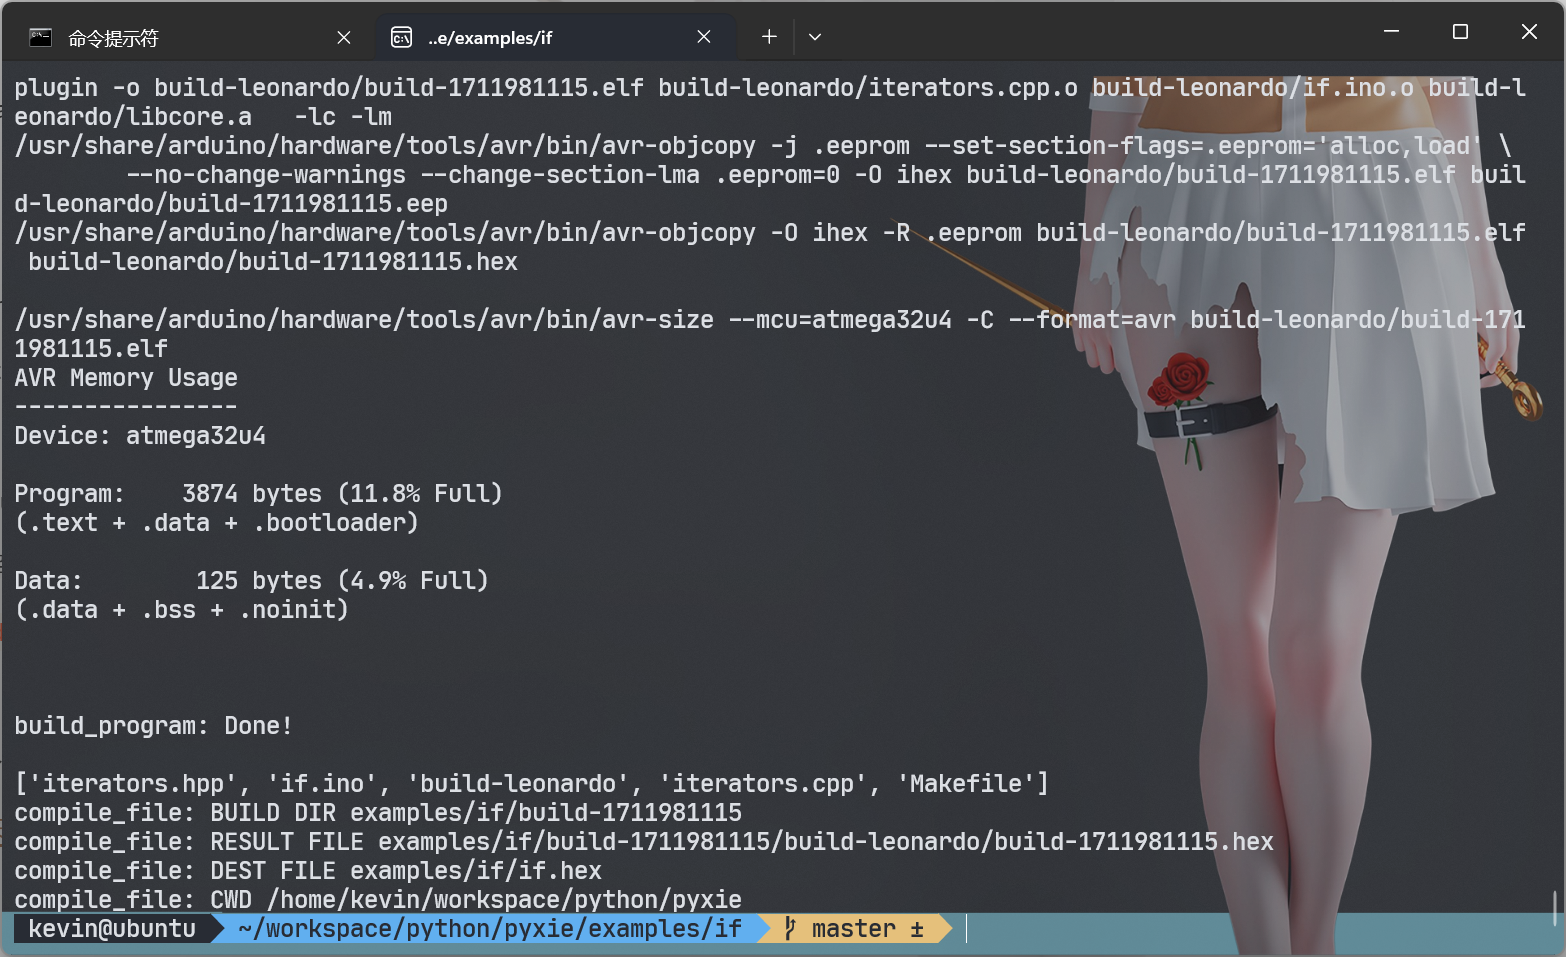 命令提示符
..e/examples/if
plugin -o build-leonardo/build-1711981115.elf build-leonardo/iterators.cpp.o build-leonardo/if.ino.o build-l
eonardo/libcore.a   -lc -lm
/usr/share/arduino/hardware/tools/avr/bin/avr-objcopy -j .eeprom --set-section-flags=.eeprom='alloc,load' \
        --no-change-warnings --change-section-lma .eeprom=0 -O ihex build-leonardo/build-1711981115.elf buil
d-leonardo/build-1711981115.eep
/usr/share/arduino/hardware/tools/avr/bin/avr-objcopy -O ihex -R .eeprom build-leonardo/build-1711981115.elf
 build-leonardo/build-1711981115.hex
/usr/share/arduino/hardware/tools/avr/bin/avr-size --mcu=atmega32u4 -C --format=avr build-leonardo/build-171
1981115.elf
AVR Memory Usage
----------------
Device: atmega32u4
Program:    3874 bytes (11.8% Full)
(.text + .data + .bootloader)
Data:        125 bytes (4.9% Full)
(.data + .bss + .noinit)
build_program: Done!
['iterators.hpp', 'if.ino', 'build-leonardo', 'iterators.cpp', 'Makefile']
compile_file: BUILD DIR examples/if/build-1711981115
compile_file: RESULT FILE examples/if/build-1711981115/build-leonardo/build-1711981115.hex
compile_file: DEST FILE examples/if/if.hex
compile_file: CWD /home/kevin/workspace/python/pyxie
kevin@ubuntu ~/workspace/python/pyxie/examples/if master ±